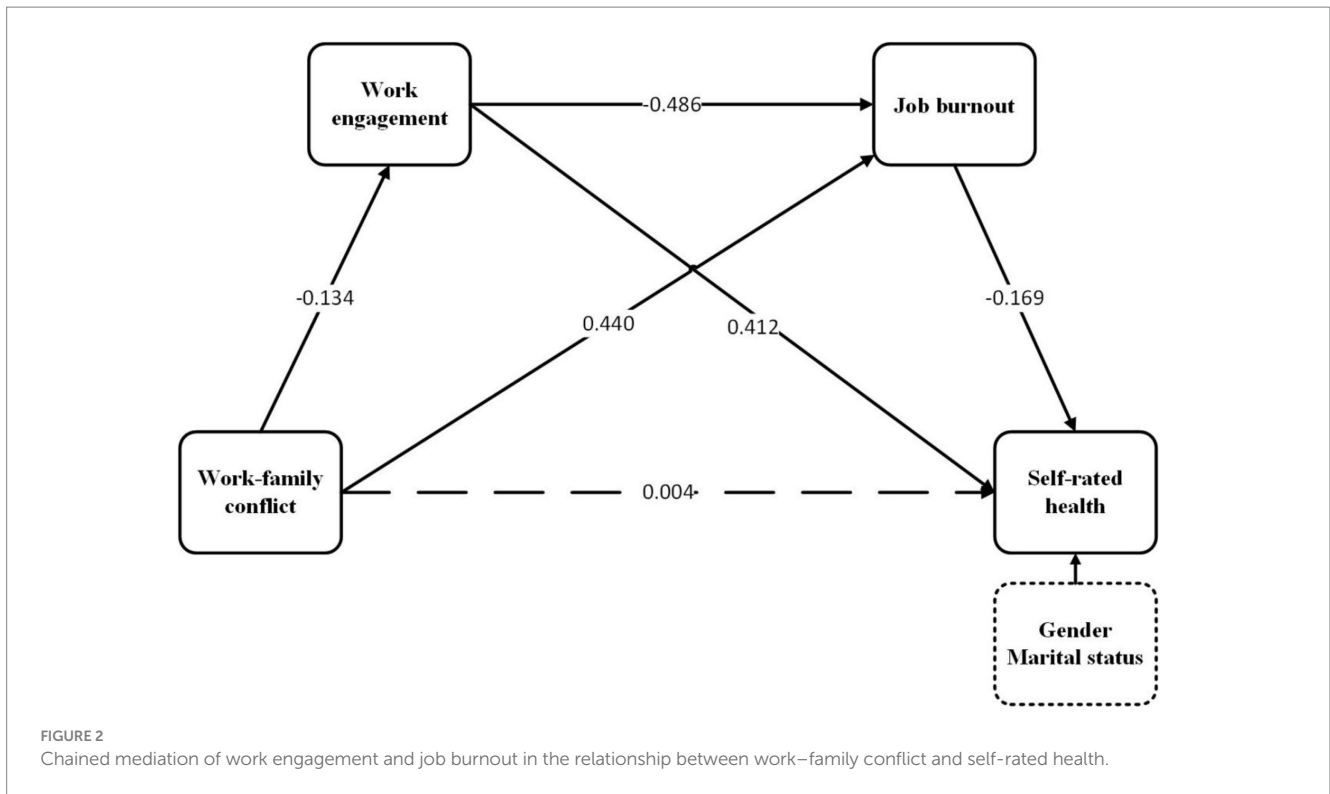 Work
engagement
-0.486
Job burnout
-0.134
0.440
0.412
-0.169
Work-family
conflict
0.004
Self-rated
health
Gender
Marital status
FIGURE 2
Chained mediation of work engagement and job burnout in the relationship between work–family conflict and self-rated health.